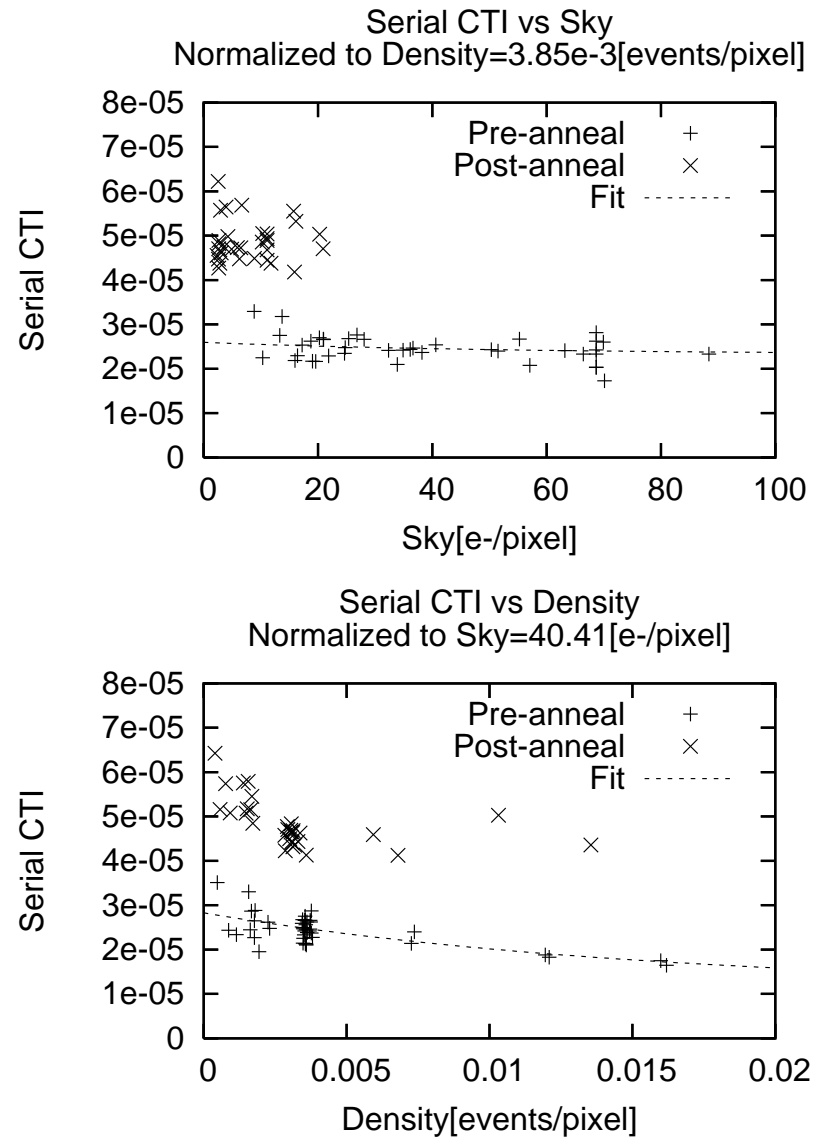 Serial CTI vs Sky
Normalized to Density=3.85e-3[events/pixel]
8e-05
7e-05
6e-05
5e-05
4e-05
3e-05
2e-05
1e-05
0
Serial CTI
Pre-anneal
Post-anneal
Fit
0 20 40 60 80 100
Sky[e-/pixel]
Serial CTI vs Density
Normalized to Sky=40.41[e-/pixel]
8e-05
7e-05
6e-05
5e-05
4e-05
3e-05
2e-05
1e-05
0
Serial CTI
Pre-anneal
Post-anneal
Fit
0 0.005 0.01 0.015 0.02
Density[events/pixel]